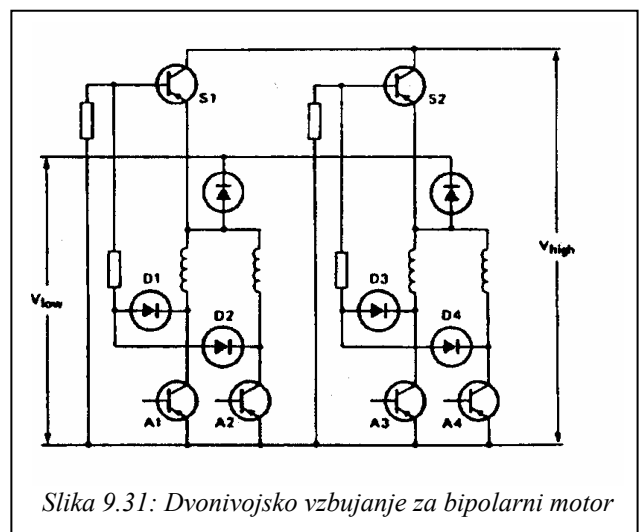 S1
S2
D1
D2
D3
D4
Vlow
Vhigh
A1
A2
A3
A4
Slika 9.31: Dvonivojsko vzbujanje za bipolarni motor